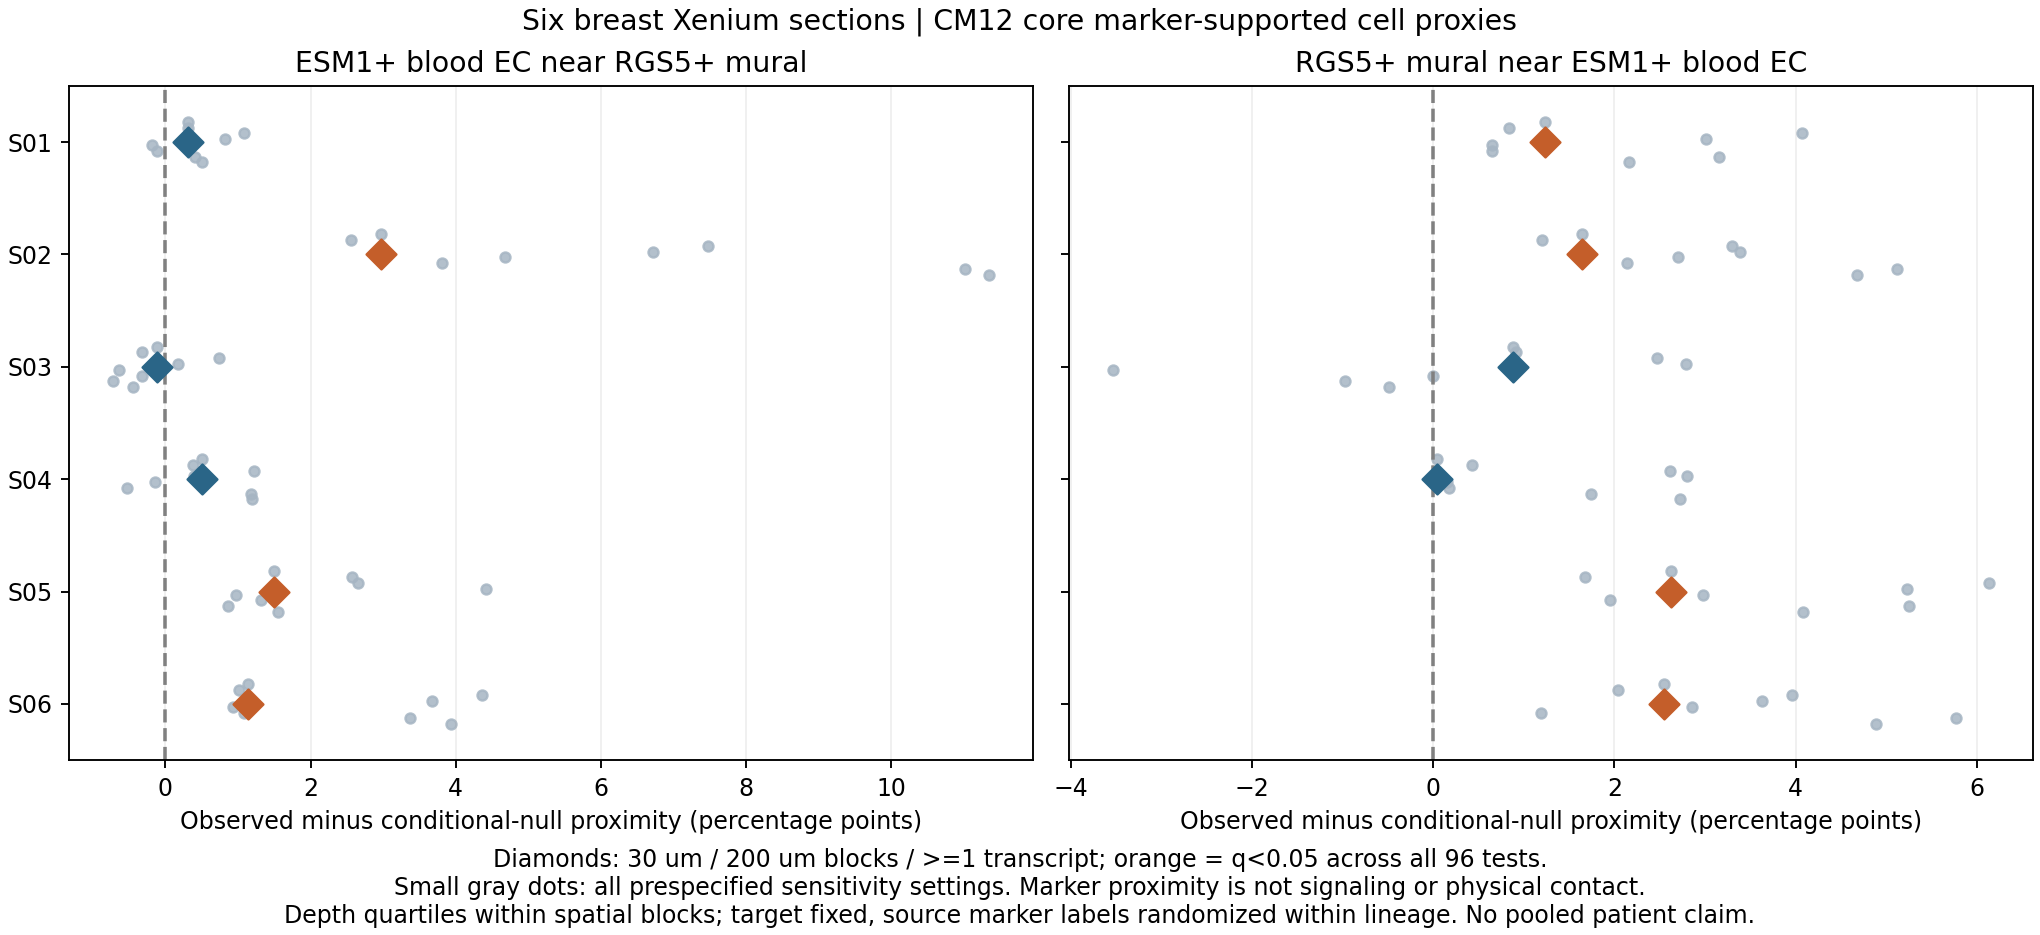 Six breast Xenium sections | CM12 core marker-supported cell proxies
ESM1+ blood EC near RGS5+ mural
RGS5+ mural near ESM1+ blood EC
S01
S02
S03
S04
S05
S06
0 2 4 6 8 10
−4 −2 0 2 4 6
Observed minus conditional-null proximity (percentage points)
Observed minus conditional-null proximity (percentage points)
Diamonds: 30 um / 200 um blocks / >=1 transcript; orange = q<0.05 across all 96 tests.
Small gray dots: all prespecified sensitivity settings. Marker proximity is not signaling or physical contact.
Depth quartiles within spatial blocks; target fixed, source marker labels randomized within lineage. No pooled patient claim.